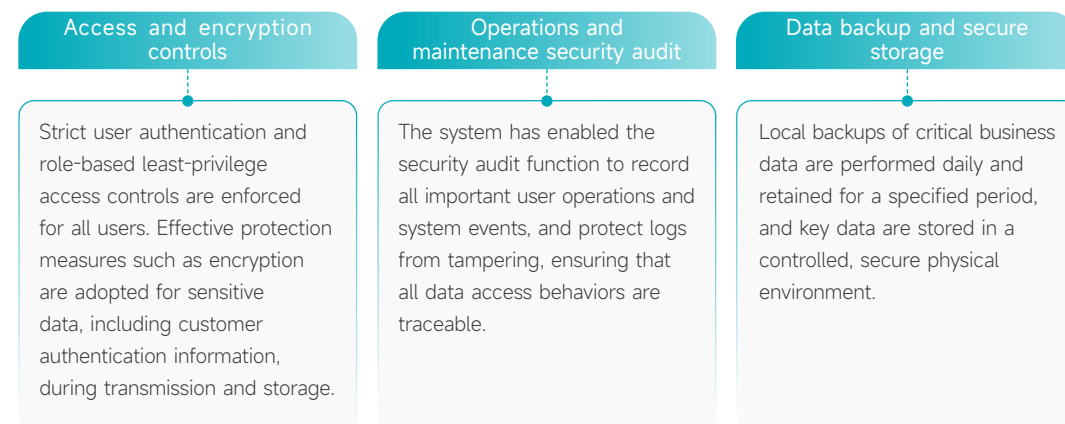 Access and encryption
controls
Strict user authentication and
role-based least-privilege
access controls are enforced
for all users. Effective protection
measures such as encryption
are adopted for sensitive
data, including customer
authentication information,
during transmission and storage.
Operations and
maintenance security audit
The system has enabled the
security audit function to record
all important user operations and
system events, and protect logs
from tampering, ensuring that
all data access behaviors are
traceable.
Data backup and secure
storage
Local backups of critical business
data are performed daily and
retained for a specified period,
and key data are stored in a
controlled, secure physical
environment.